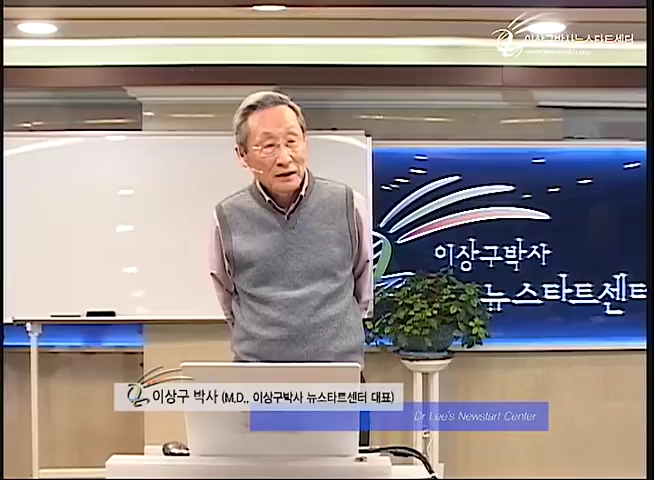 이상구박사뉴스타트센터
이상구박사
뉴스타트센터
이상구 박사 (M.D., 이상구박사 뉴스타트센터 대표)
Dr Lee's Newstart Center